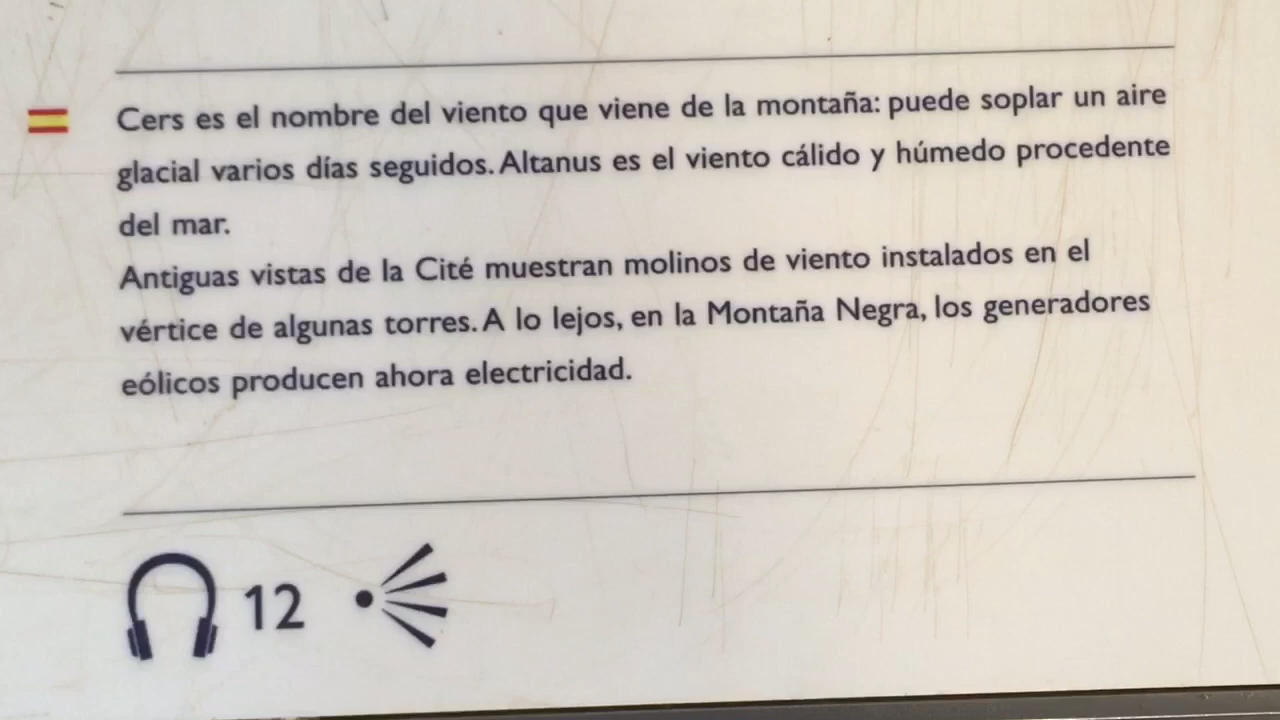 Cers es el nombre del viento que viene de la montaña: puede soplar un aire
glacial varios días seguidos. Altanus es el viento cálido y húmedo procedente
del mar.
Antiguas vistas de la Cité muestran molinos de viento instalados en el
vértice de algunas torres. A lo lejos, en la Montaña Negra, los generadores
eólicos producen ahora electricidad.
12